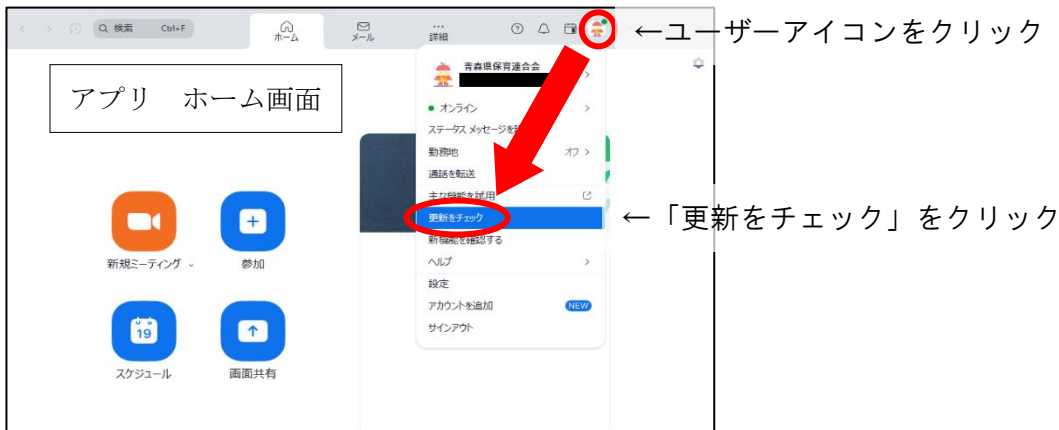 検索 Ctrl+F
ホーム
メール
詳細
←ユーザーアイコンをクリック
アプリ ホーム画面
青森県保育連合会
オンライン
ステータス メッセージを
勤務地 オフ
通話を転送
主な機能を試用
更新をチェック
←「更新をチェック」をクリック
新機能を確認する
ヘルプ
設定
アカウントを追加 NEW
サインアウト
新規ミーティング
参加
19
スケジュール
画面共有